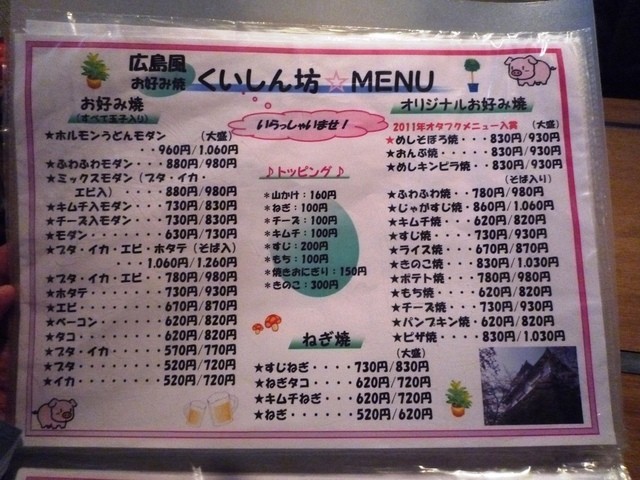 広島風
お好み焼
くいしん坊☆MENU
お好み焼
(すべて玉子入り)
★ホルモンうどんモダン (大盛)
‥960円/1.060円
★ふわふわモダン・・・ 880円/980円
★ミックスモダン(ブタ・イカ・
エビ入)・・・・・ 880円/980円
★キムチ入モダン・・・・730円/830円
★チーズ入モダン・・・・730円/830円
★モダン・・・・・・・・630円/730円
★ブタ・イカ・エビ・ホタテ(そば入)
・・・1.060円/1.260円
★ブタ・イカ・エビ・・・780円/980円
★ホタテ・・・・・・・・730円/930円
★エビ・・・・・・・・・670円/870円
★ベーコン・・・・・・・620円/820円
★タコ・・・・・・・・・620円/820円
★ブタ・イカ・・・・・・570円/770円
★ブタ・・・・・・・・・520円/720円
★イカ・・・・・・・・・520円/720円
いらっしゃいませ!
♪トッピング♪
*山かけ:160円
*ねぎ:100円
*チーズ:100円
*キムチ:100円
*すじ:200円
*もち:100円
*焼きおにぎり:150円
*きのこ:300円
ねぎ焼
(大盛)
★すじねぎ・・・・730円/830円
★ねぎタコ・・・・620円/720円
★キムチねぎ・・・620円/720円
★ねぎ・・・・・・520円/620円
オリジナルお好み焼
2011年オタフクメニュー入賞 (大盛)
★めしそぼろ焼・・・830円/930円
★おんぶ焼・・・・・830円/930円
★めしキンピラ焼・・830円/930円
(そば入り)
★ふわふわ焼・・780円/980円
★じゃがすじ焼・860円/1.060円
★キムチ焼・・・620円/820円
★すじ焼・・・・730円/930円
★ライス焼・・・670円/870円
★きのこ焼・・・830円/1.030円
★ポテト焼・・・780円/980円
★もち焼・・・・620円/820円
★チーズ焼・・・730円/930円
★パンプキン焼・620円/820円
★ピザ焼・・・・830円/1.030円